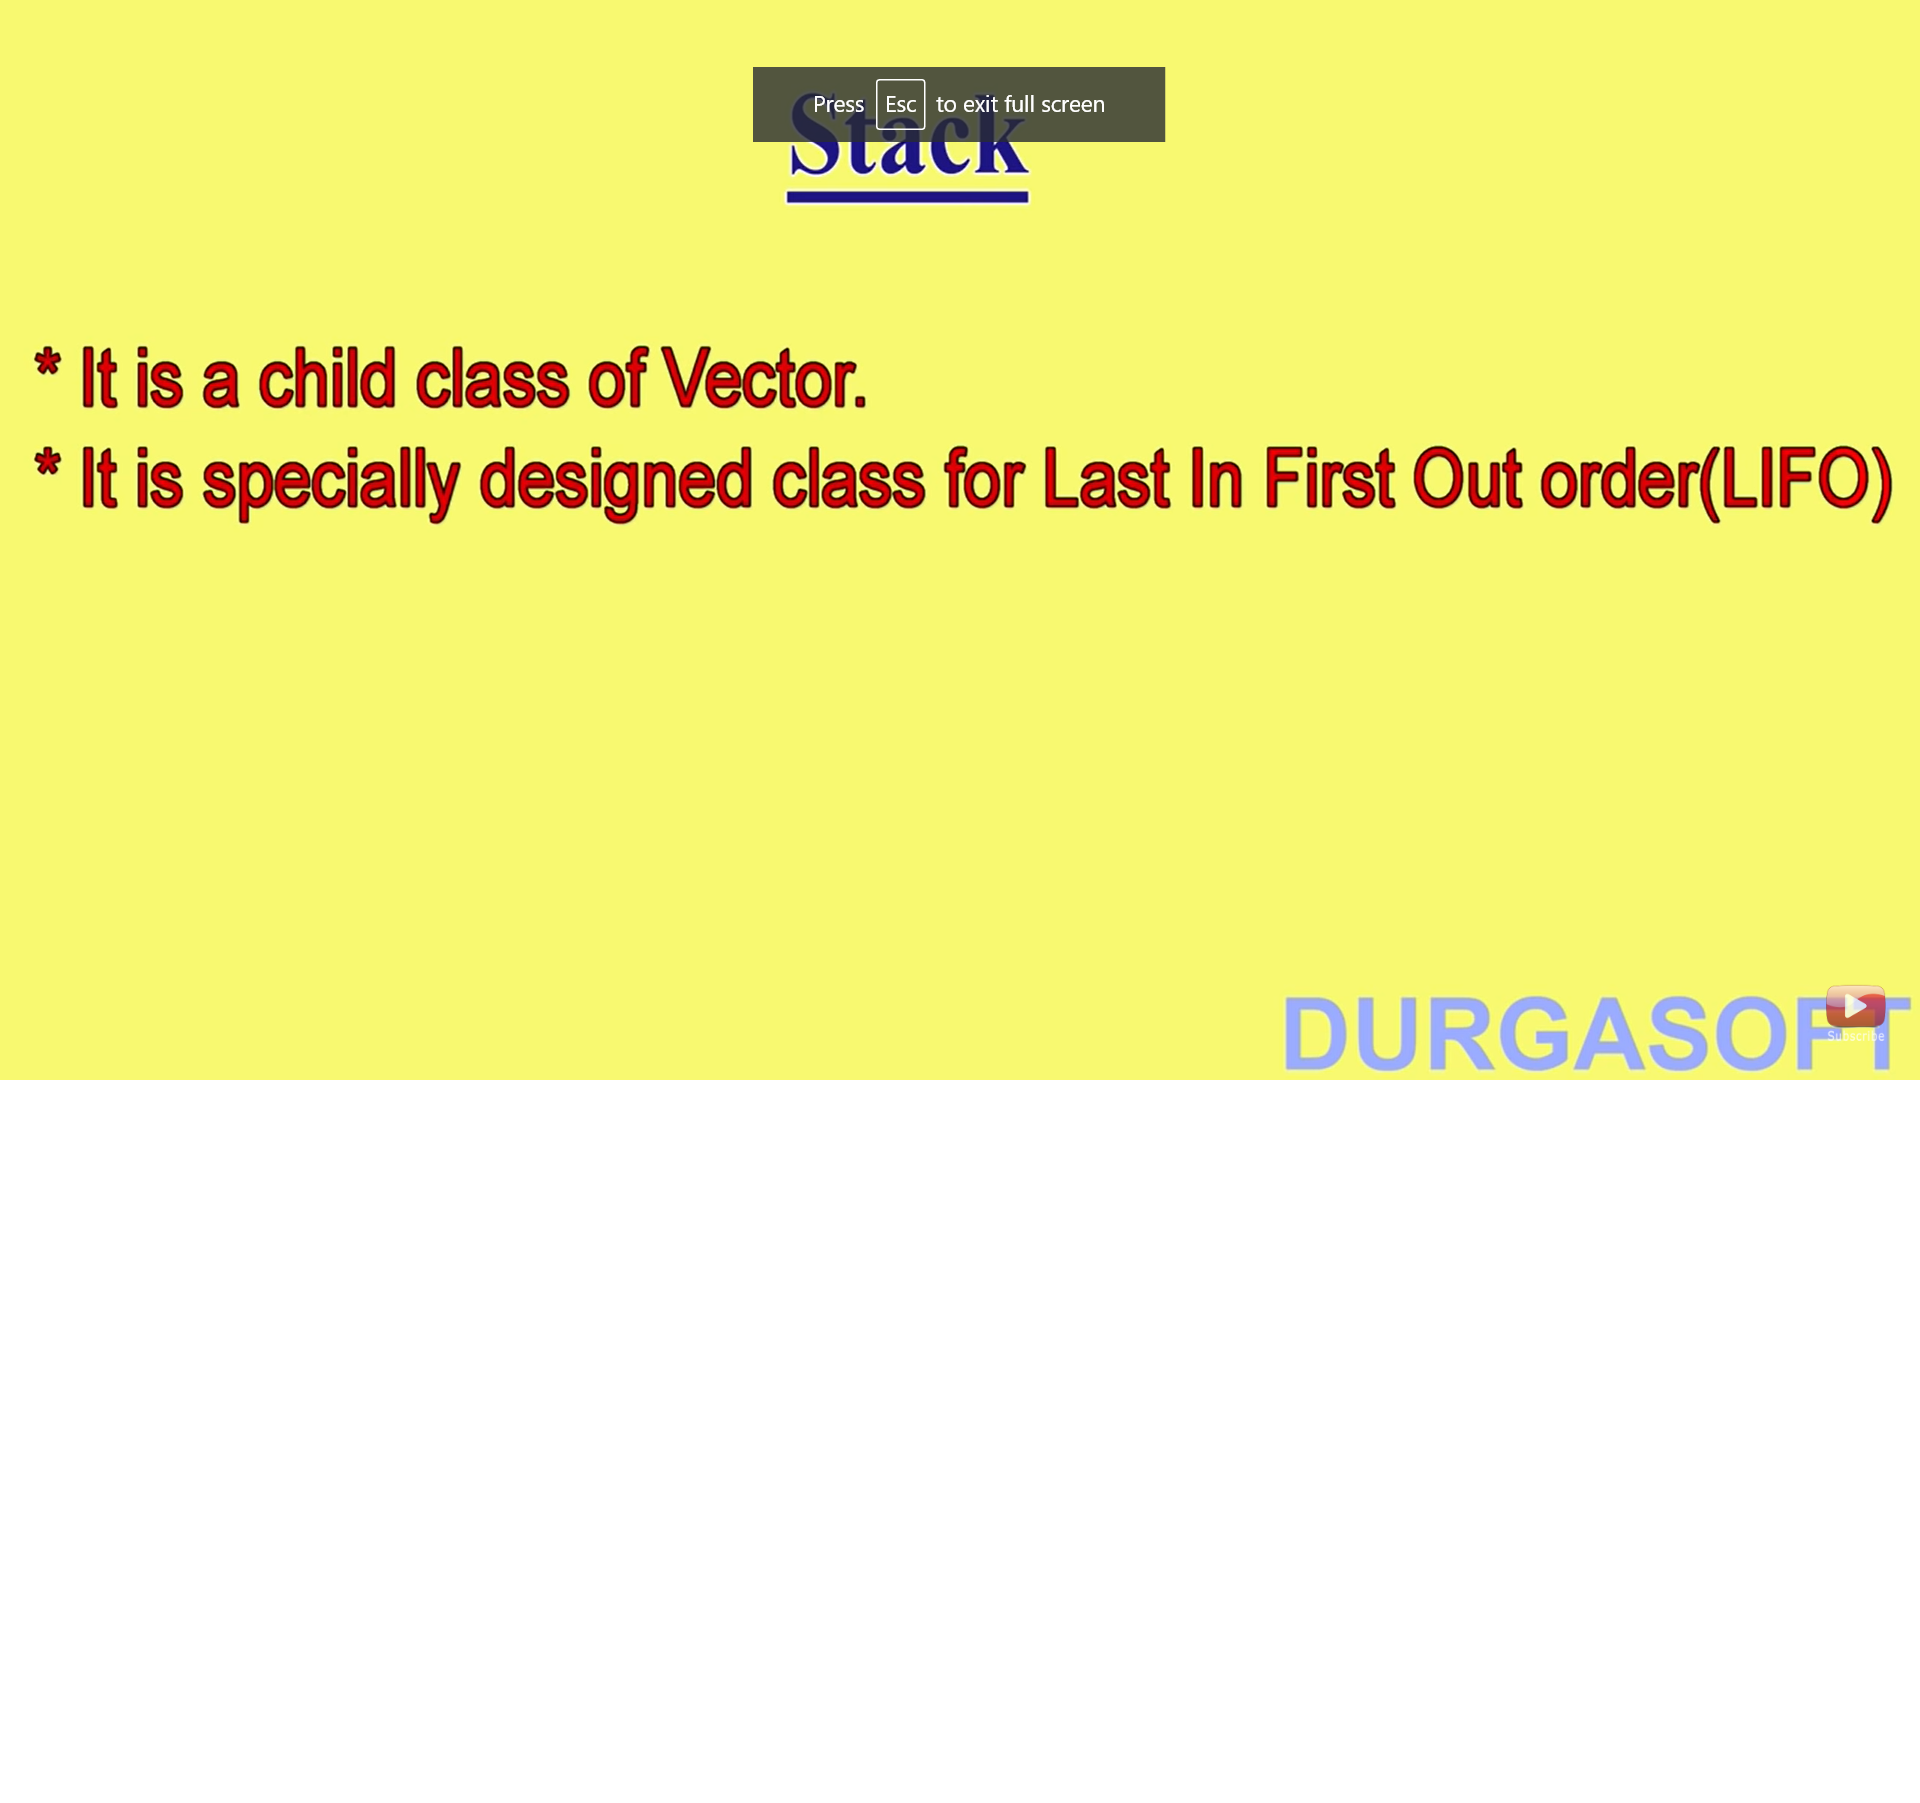 Press Esc to exit full screen
Stack
* It is a child class of Vector.
* It is specially designed class for Last In First Out order(LIFO)
DURGASOFT
Subscribe